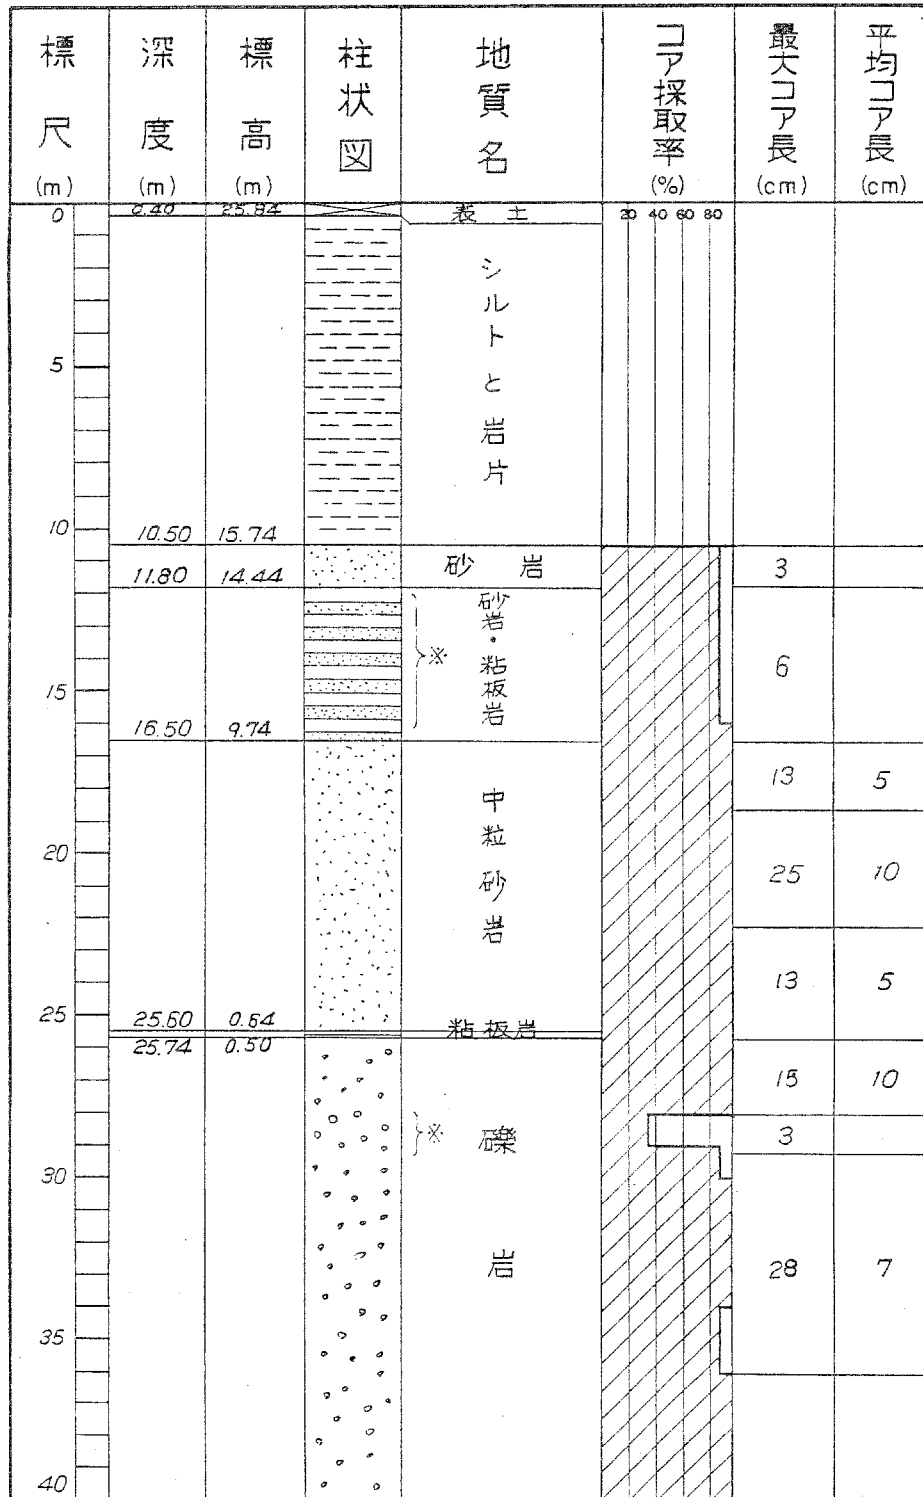 標尺(m)
深度(m)
標高(m)
柱状図
地質名
コア採取率(%)
最大コア長(cm)
平均コア長(cm)
0
0.40 25.84 表土
20 40 60 80
シルトと岩片
5
10
10.50 15.74
砂岩
11.80 14.44
3
砂岩・粘板岩
※
6
15
16.50 9.74
13 5
中粒砂岩
20
25 10
13 5
25
25.60 0.64 粘板岩
25.74 0.50
15 10
※
礫岩
3
30
28 7
35
40